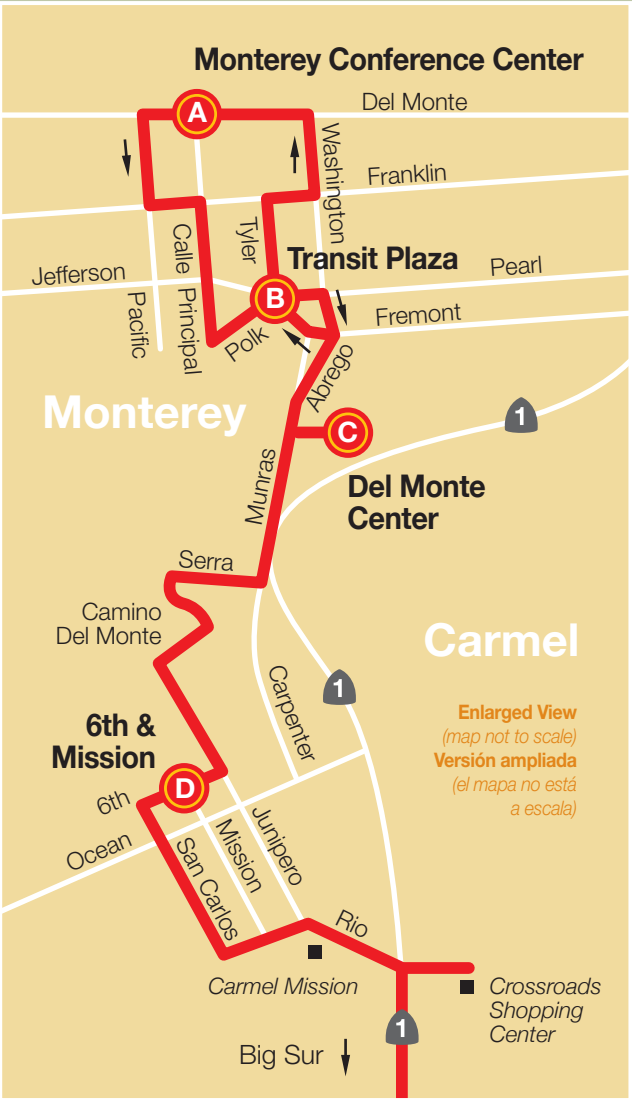 Monterey Conference Center
A
Del Monte
Washington
Franklin
Calle Principal
Tyler
Transit Plaza
Jefferson
Pearl
B
Pacific
Fremont
Polk
Abrego
Monterey
1
C
Del Monte
Center
Munras
Serra
Camino
Del Monte
Carmel
1
Carpenter
Enlarged View
(map not to scale)
Versión ampliada
(el mapa no está
a escala)
6th &
Mission
D
6th
Ocean
San Carlos
Mission
Junipero
Rio
Carmel Mission
Crossroads
Shopping
Center
1
Big Sur